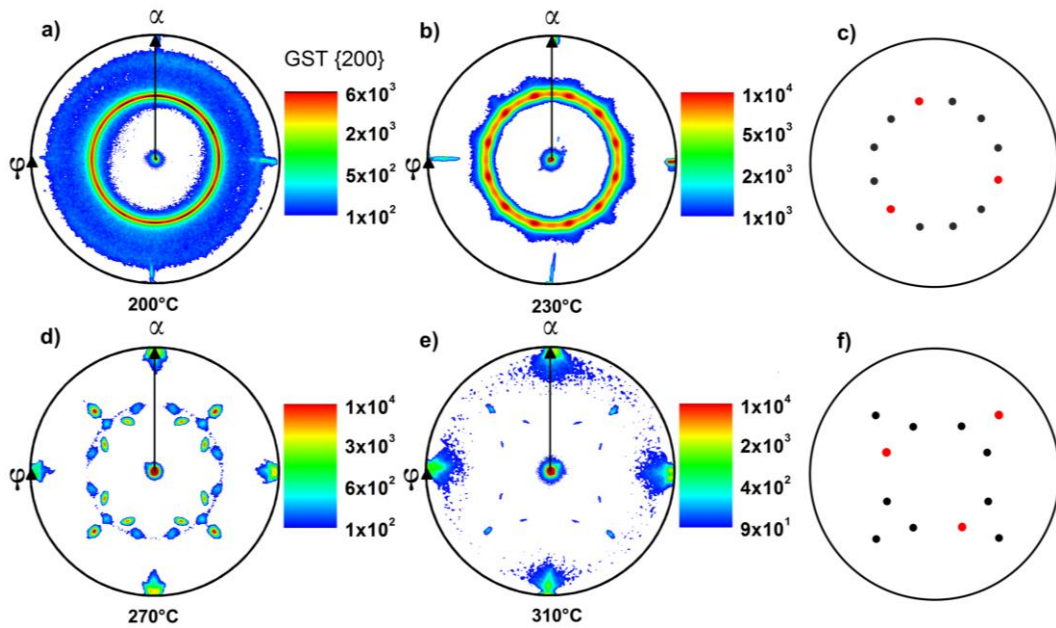 a)
α
φ
200°C
GST {200}
6x10³
2x10³
5x10²
1x10²
b)
α
φ
230°C
1x10⁴
5x10³
2x10³
1x10³
c)
d)
α
φ
270°C
1x10⁴
3x10³
6x10²
1x10²
e)
α
φ
310°C
1x10⁴
2x10³
4x10²
9x10¹
f)